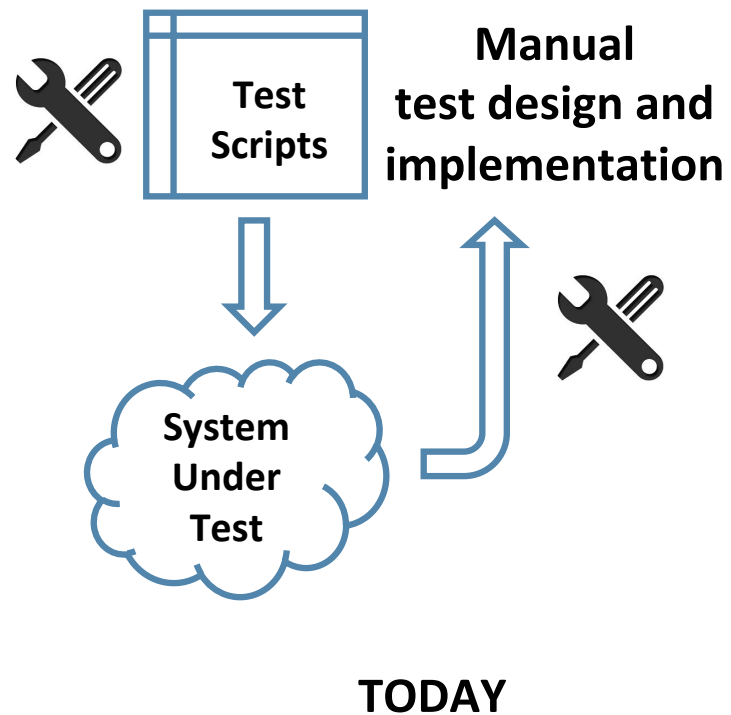 Test
Scripts
Manual
test design and
implementation
System
Under
Test
TODAY